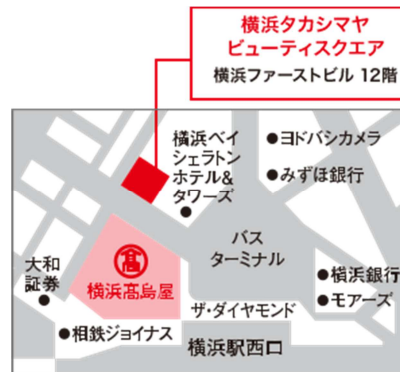 横浜タカシマヤ
ビューティスクエア
横浜ファーストビル 12階
横浜ベイ
シェラトン
ホテル&
タワーズ
●ヨドバシカメラ
●みずほ銀行
バス
ターミナル
大和
証券
髙
横浜髙島屋
●横浜銀行
●モアーズ
ザ・ダイヤモンド
●相鉄ジョイナス
横浜駅西口